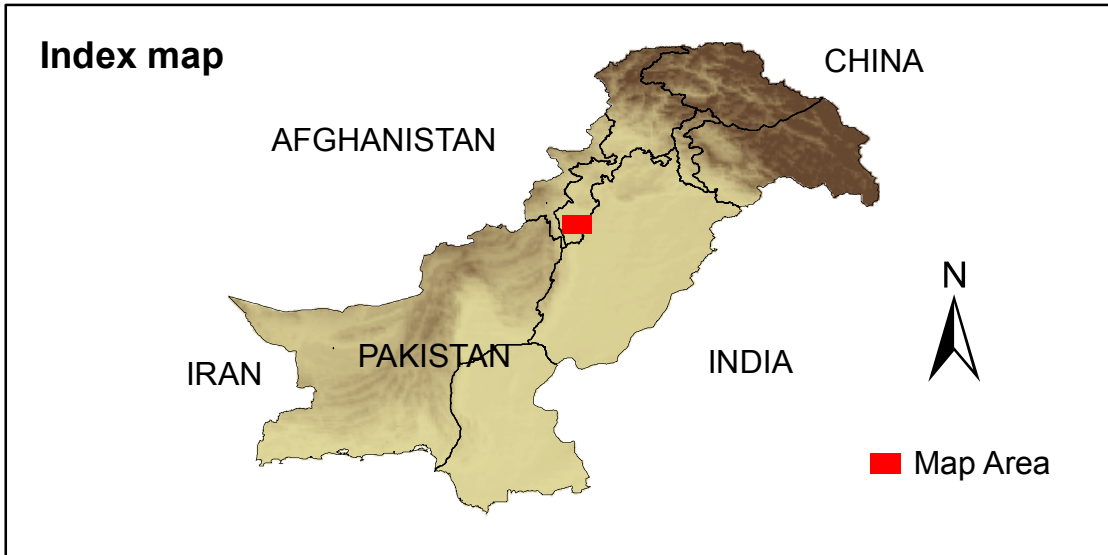 Index map
CHINA
AFGHANISTAN
N
PAKISTAN
IRAN
INDIA
Map Area